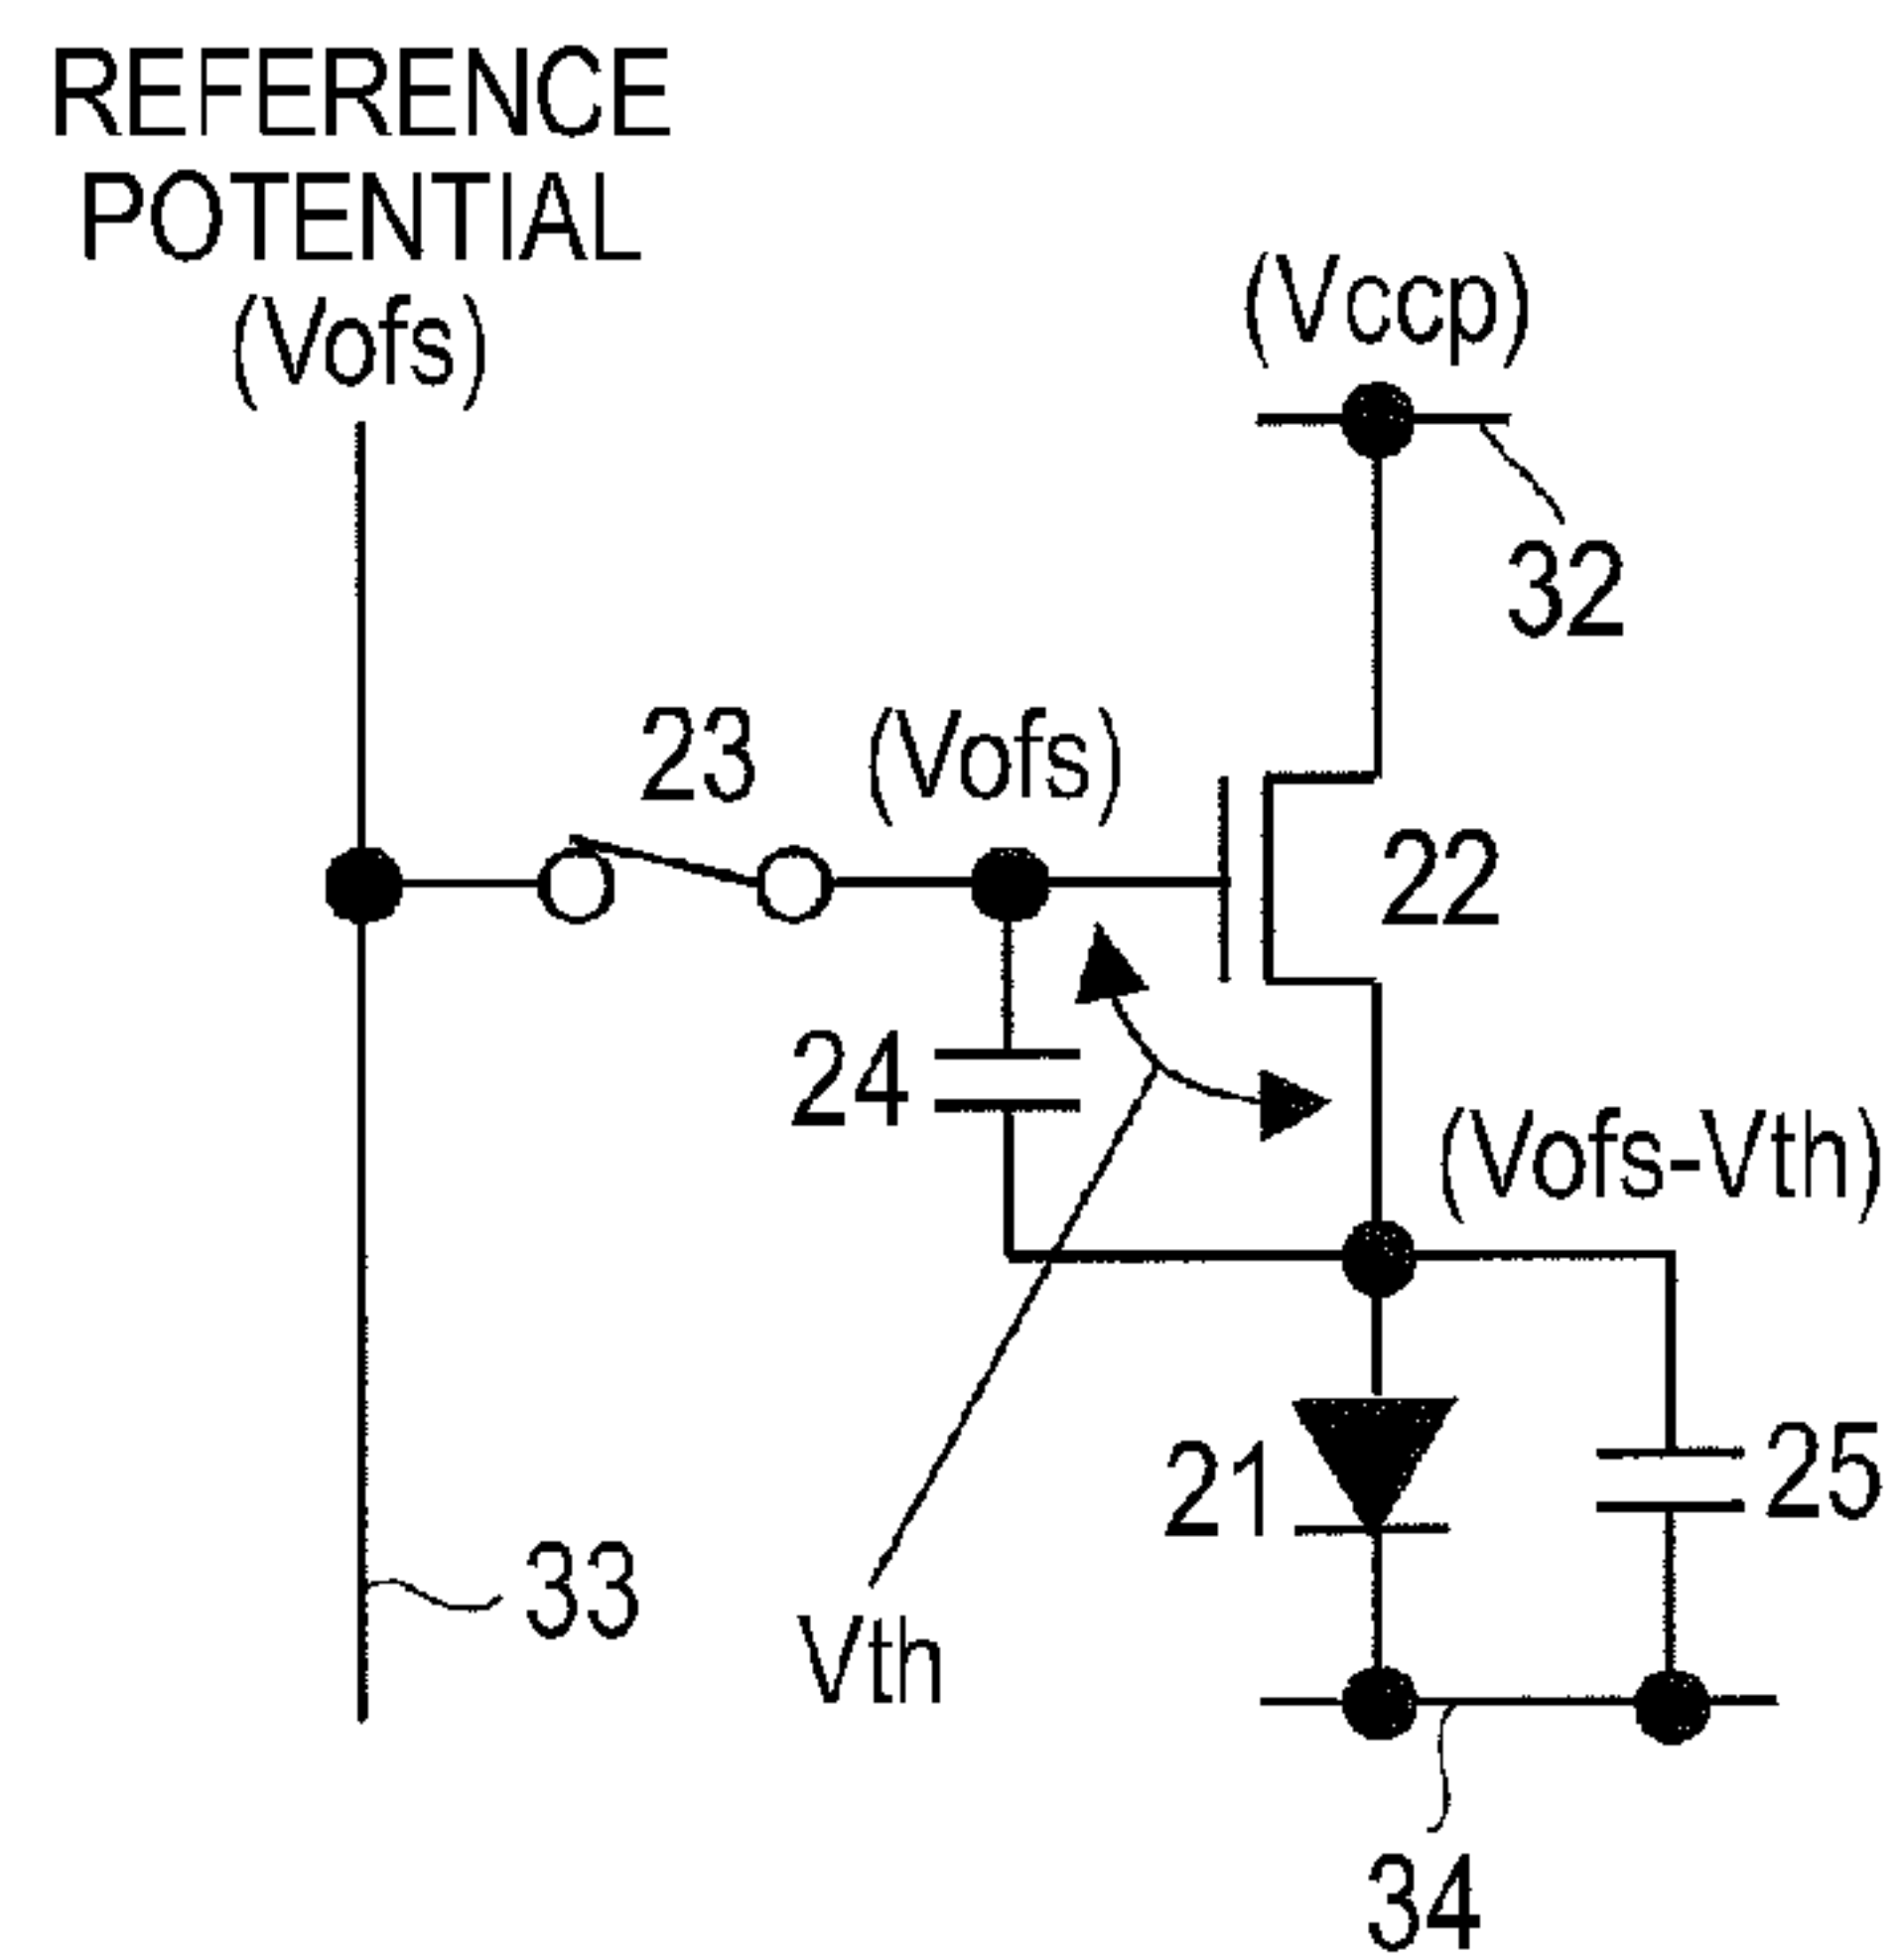 REFERENCE
POTENTIAL
(Vofs)
(Vccp)
32
23
(Vofs)
22
24
(Vofs-Vth)
21
25
33
Vth
34